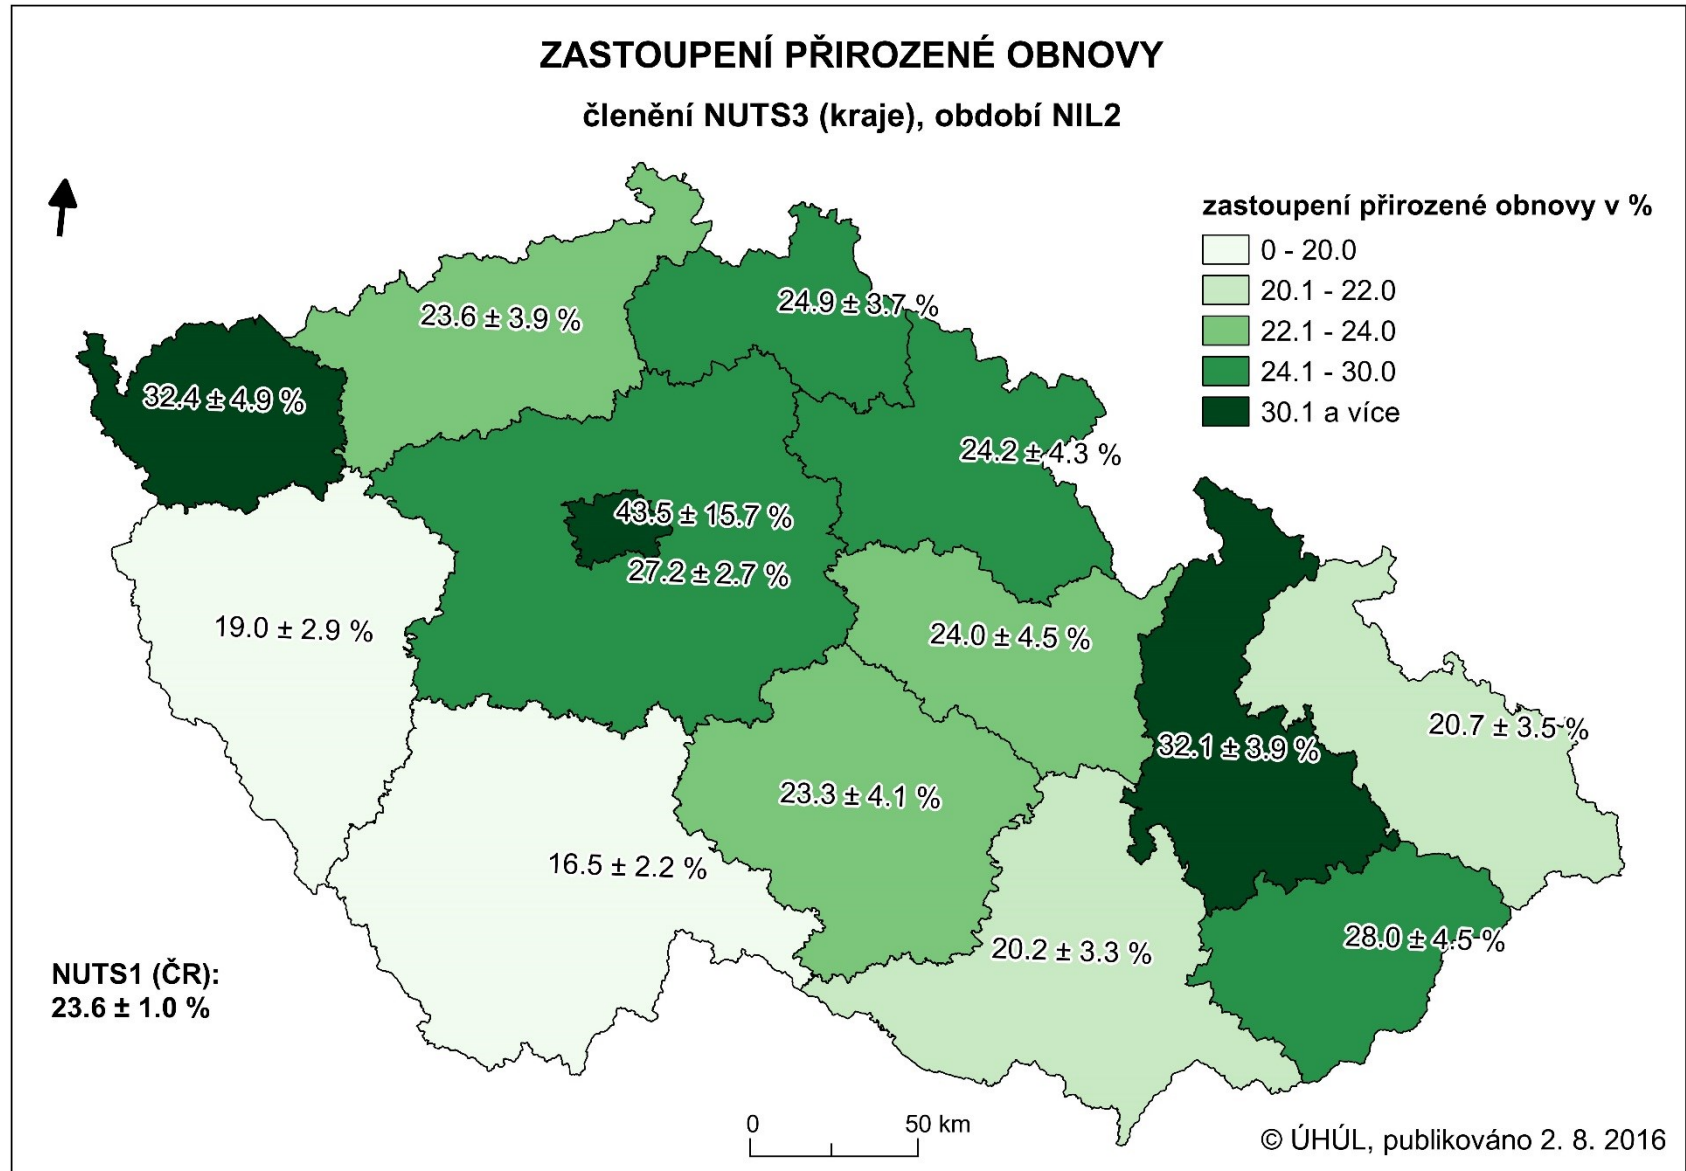 ZASTOUPENÍ PŘIROZENÉ OBNOVY
členění NUTS3 (kraje), období NIL2
zastoupení přirozené obnovy v %
0 - 20.0
20.1 - 22.0
22.1 - 24.0
24.1 - 30.0
30.1 a více
24.9 ± 3.7 %
23.6 ± 3.9 %
32.4 ± 4.9 %
24.2 ± 4.3 %
43.5 ± 15.7 %
27.2 ± 2.7 %
19.0 ± 2.9 %
24.0 ± 4.5 %
20.7 ± 3.5 %
32.1 ± 3.9 %
23.3 ± 4.1 %
16.5 ± 2.2 %
28.0 ± 4.5 %
20.2 ± 3.3 %
NUTS1 (ČR):
23.6 ± 1.0 %
0 50 km
© ÚHÚL, publikováno 2. 8. 2016